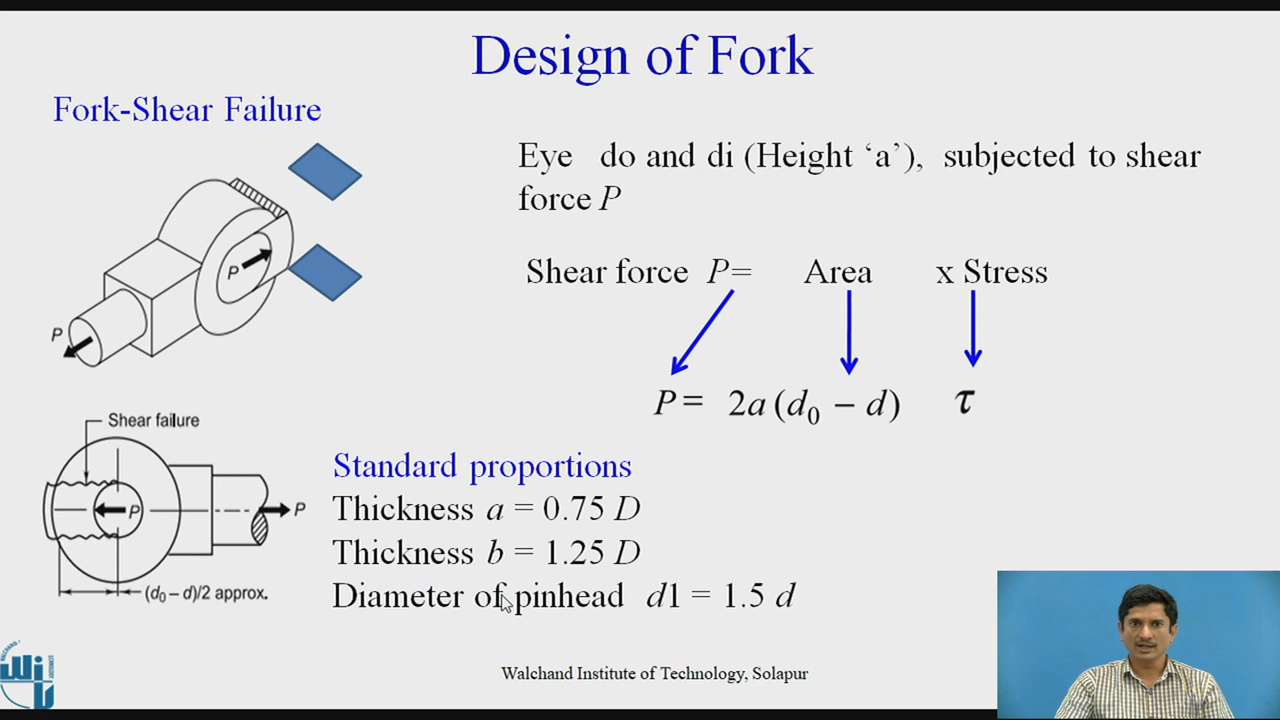 Design of Fork
Fork-Shear Failure
Eye do and di (Height ‘a’), subjected to shear
force P
Shear force P= Area x Stress
P= 2a (d₀ − d) τ
P
P
Shear failure
P
P
(d₀ – d)/2 approx.
Standard proportions
Thickness a = 0.75 D
Thickness b = 1.25 D
Diameter of pinhead d1 = 1.5 d
Walchand Institute of Technology, Solapur